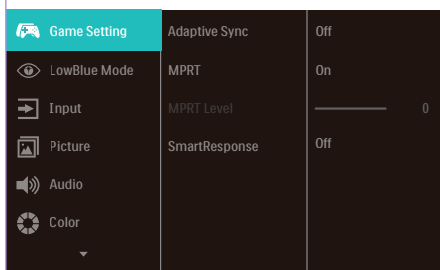 Game Setting Adaptive Sync Off
LowBlue Mode MPRT On
Input MPRT Level 0
Picture SmartResponse Off
Audio
Color